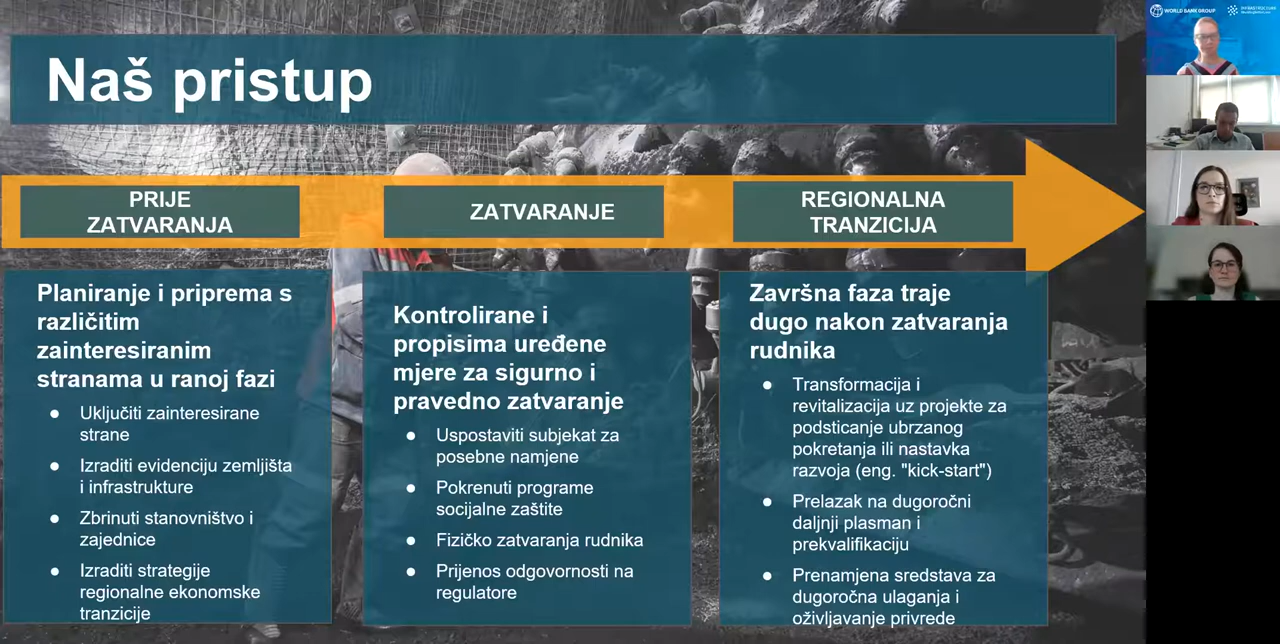 Naš pristup
PRIJE
ZATVARANJA
ZATVARANJE
REGIONALNA
TRANZICIJA
Planiranje i priprema s
različitim
zainteresiranim
stranama u ranoj fazi
● Uključiti zainteresirane
strane
● Izraditi evidenciju zemljišta
i infrastrukture
● Zbrinuti stanovništvo i
zajednice
● Izraditi strategije
regionalne ekonomske
tranzicije
Kontrolirane i
propisima uređene
mjere za sigurno i
pravedno zatvaranje
● Uspostaviti subjekat za
posebne namjene
● Pokrenuti programe
socijalne zaštite
● Fizičko zatvaranja rudnika
● Prijenos odgovornosti na
regulatore
Završna faza traje
dugo nakon zatvaranja
rudnika
● Transformacija i
revitalizacija uz projekte za
podsticanje ubrzanog
pokretanja ili nastavka
razvoja (eng. "kick-start")
● Prelazak na dugoročni
daljnji plasman i
prekvalifikaciju
● Prenamjena sredstava za
dugoročna ulaganja i
oživljavanje privrede
WORLD BANK GROUP